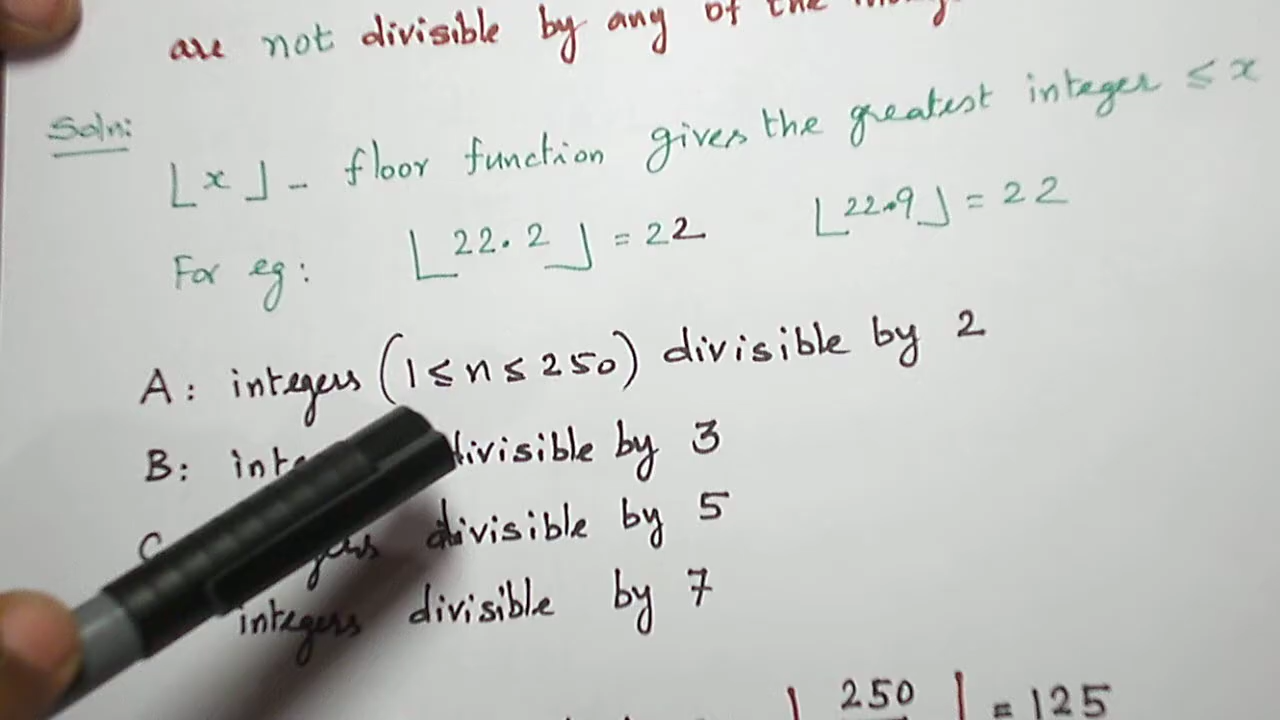 are not divisible by any of the
Soln:
⌊x⌋ - floor function gives the greatest integer ≤ x
For eg: ⌊22.2⌋ = 22 ⌊22.9⌋ = 22
A: integers (1 ≤ n ≤ 250) divisible by 2
B: divisible by 3
divisible by 5
integers divisible by 7
250 = 125